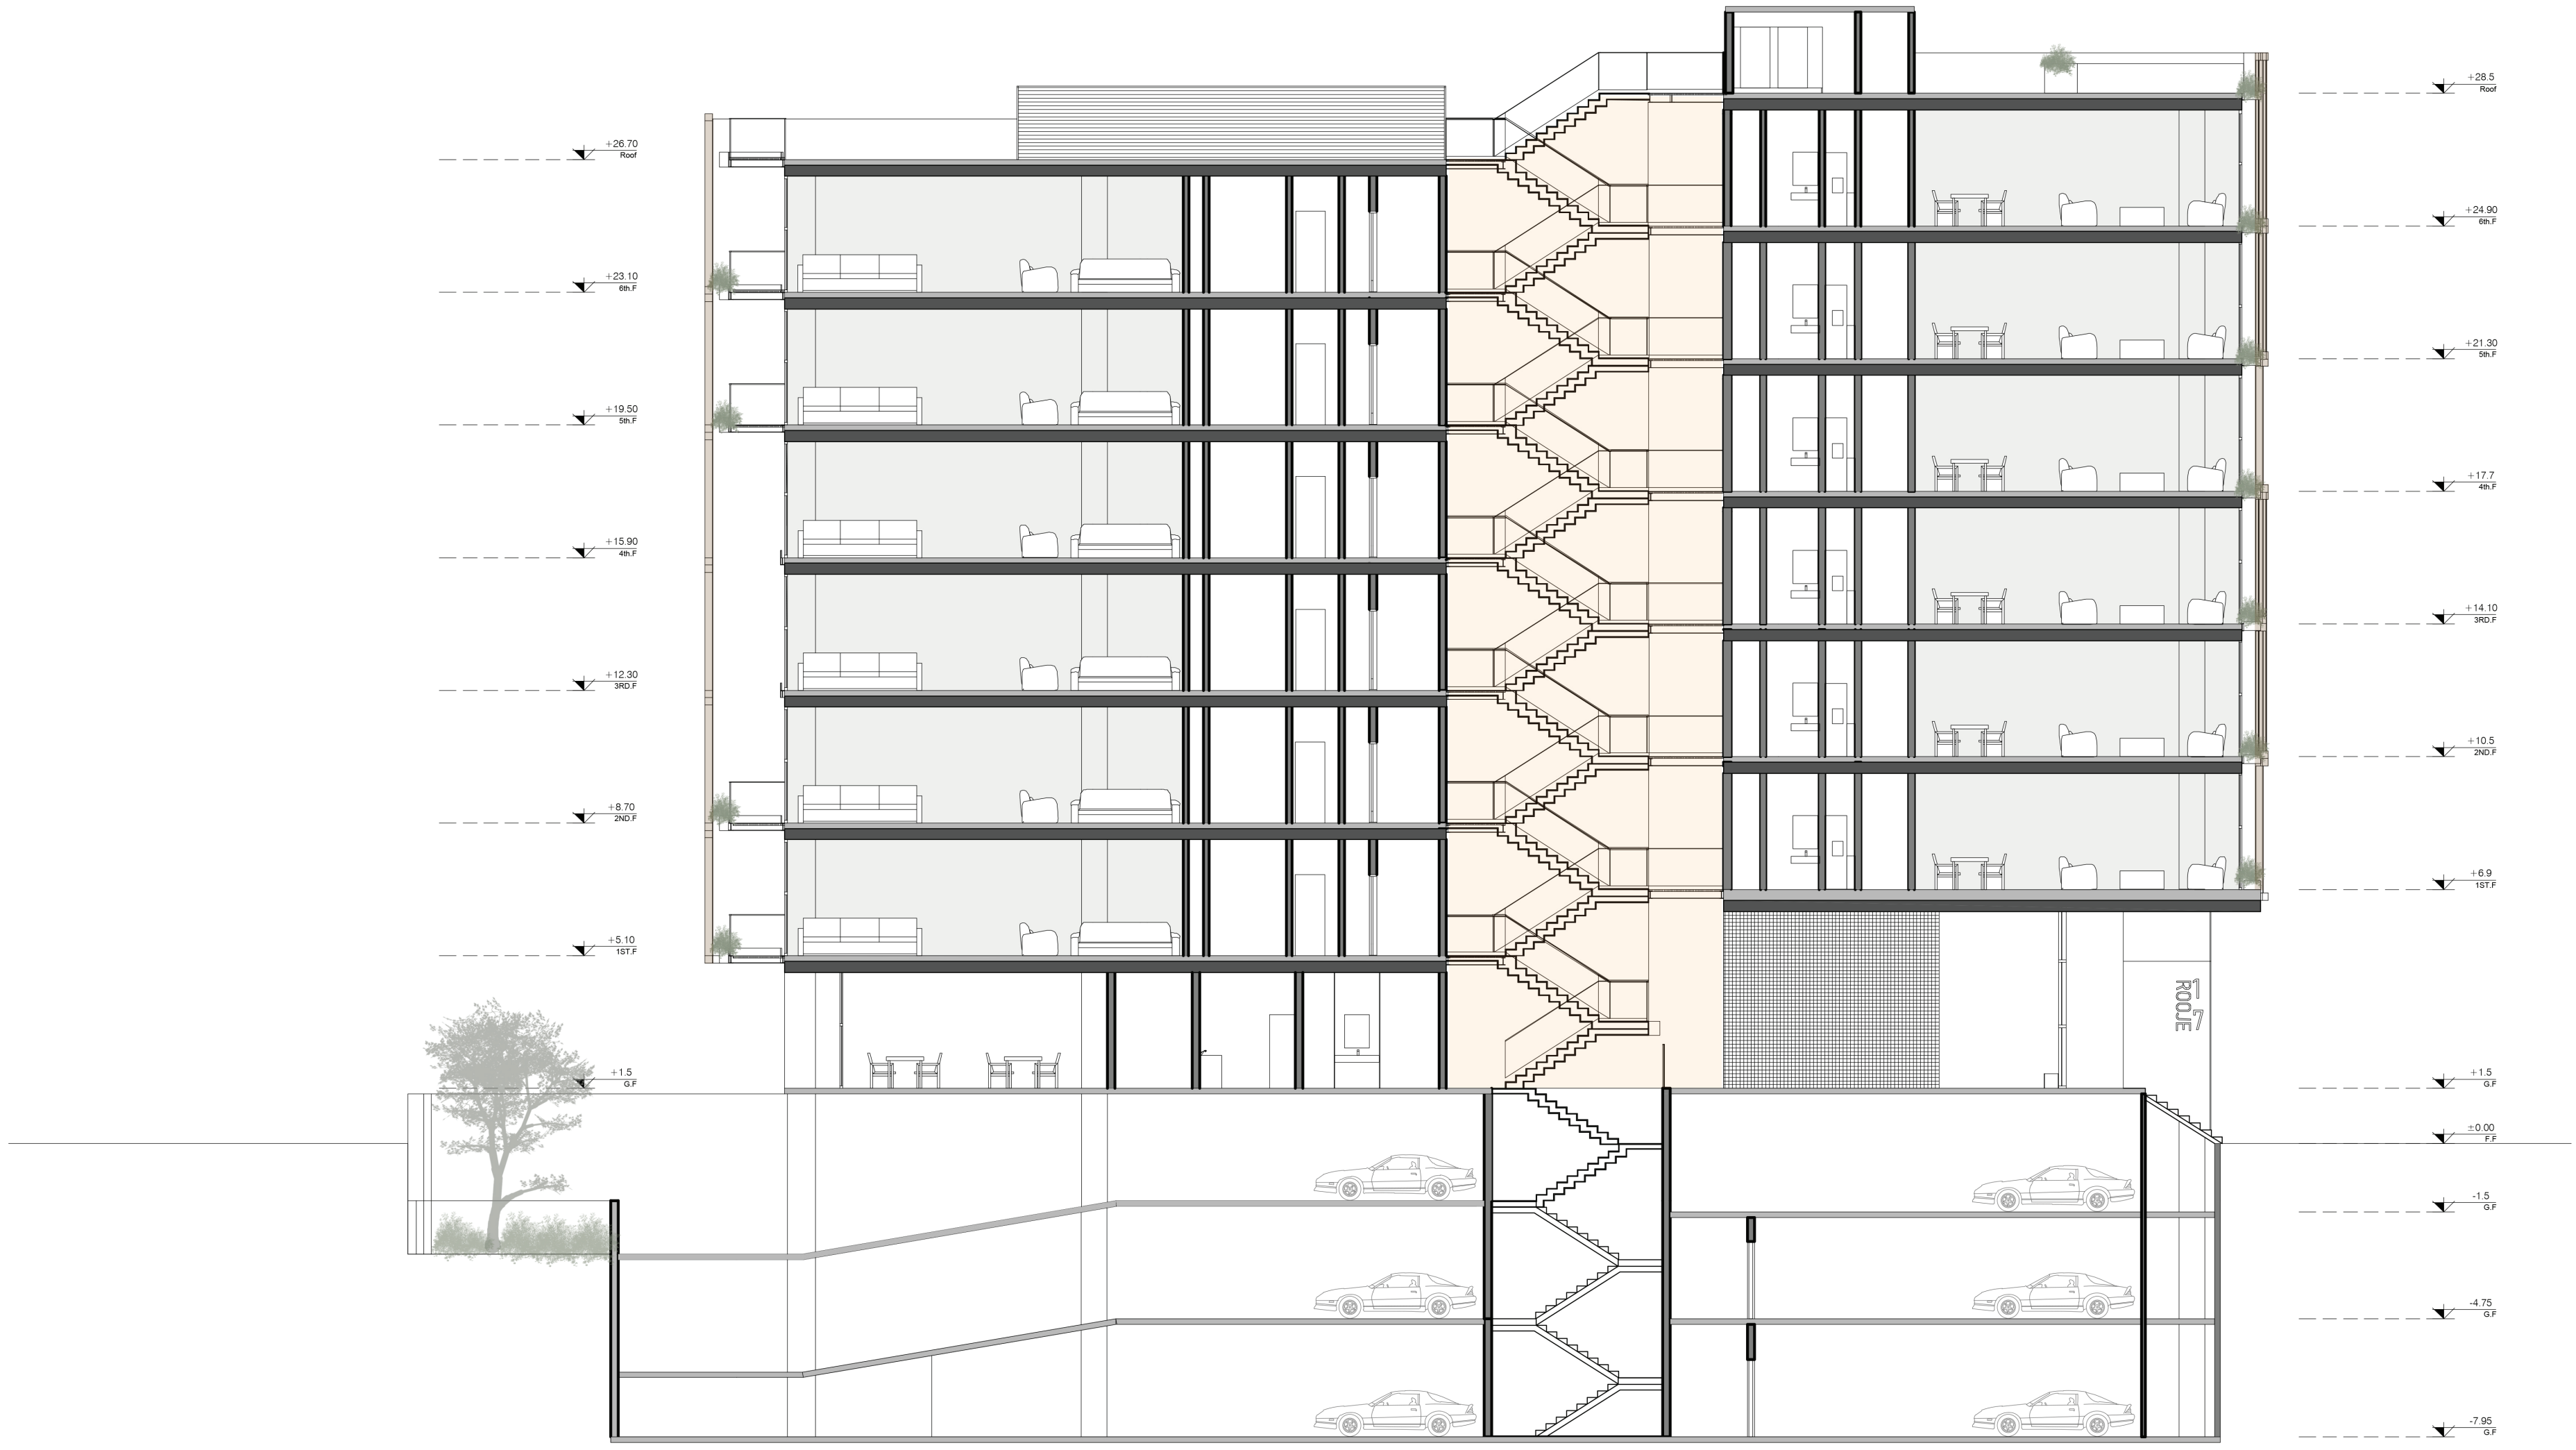 +26.70
Roof
+23.10
6th.F
+19.50
5th.F
+15.90
4th.F
+12.30
3RD.F
+8.70
2ND.F
+5.10
1ST.F
+1.5
G.F
17
ROOJE
+28.5
Roof
+24.90
6th.F
+21.30
5th.F
+17.7
4th.F
+14.10
3RD.F
+10.5
2ND.F
+6.9
1ST.F
+1.5
G.F
±0.00
F.F
-1.5
G.F
-4.75
G.F
-7.95
G.F